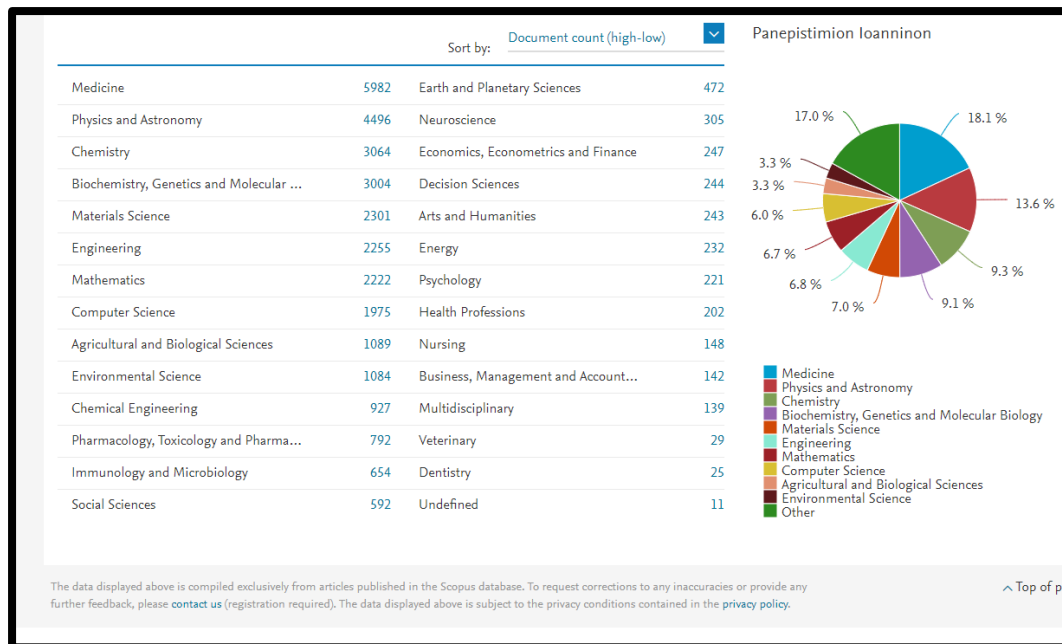 Sort by: Document count (high-low)
Panepistimion Ioanninon
Medicine 5982 Earth and Planetary Sciences 472
Physics and Astronomy 4496 Neuroscience 305
Chemistry 3064 Economics, Econometrics and Finance 247
Biochemistry, Genetics and Molecular ... 3004 Decision Sciences 244
Materials Science 2301 Arts and Humanities 243
Engineering 2255 Energy 232
Mathematics 2222 Psychology 221
Computer Science 1975 Health Professions 202
Agricultural and Biological Sciences 1089 Nursing 148
Environmental Science 1084 Business, Management and Account... 142
Chemical Engineering 927 Multidisciplinary 139
Pharmacology, Toxicology and Pharma... 792 Veterinary 29
Immunology and Microbiology 654 Dentistry 25
Social Sciences 592 Undefined 11
17.0 %
18.1 %
3.3 %
3.3 %
13.6 %
6.0 %
6.7 %
9.3 %
6.8 %
9.1 %
7.0 %
Medicine
Physics and Astronomy
Chemistry
Biochemistry, Genetics and Molecular Biology
Materials Science
Engineering
Mathematics
Computer Science
Agricultural and Biological Sciences
Environmental Science
Other
The data displayed above is compiled exclusively from articles published in the Scopus database. To request corrections to any inaccuracies or provide any
further feedback, please contact us (registration required). The data displayed above is subject to the privacy conditions contained in the privacy policy.
Top of p